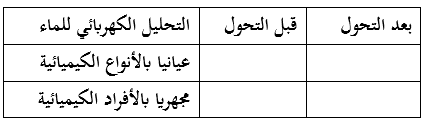 التحليل الكهربائي للماء قبل التحول بعد التحول
عيانيا بالأنواع الكيميائية
مجهريا بالأفراد الكيميائية